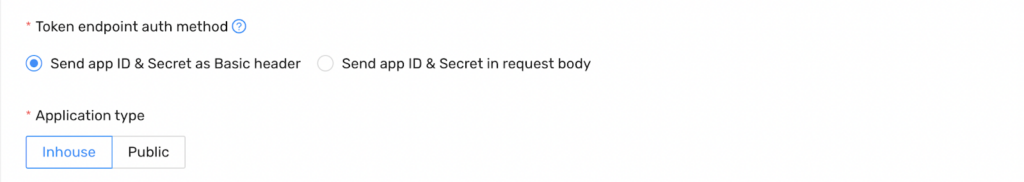 * Token endpoint auth method ?
Send app ID & Secret as Basic header Send app ID & Secret in request body
* Application type
Inhouse Public